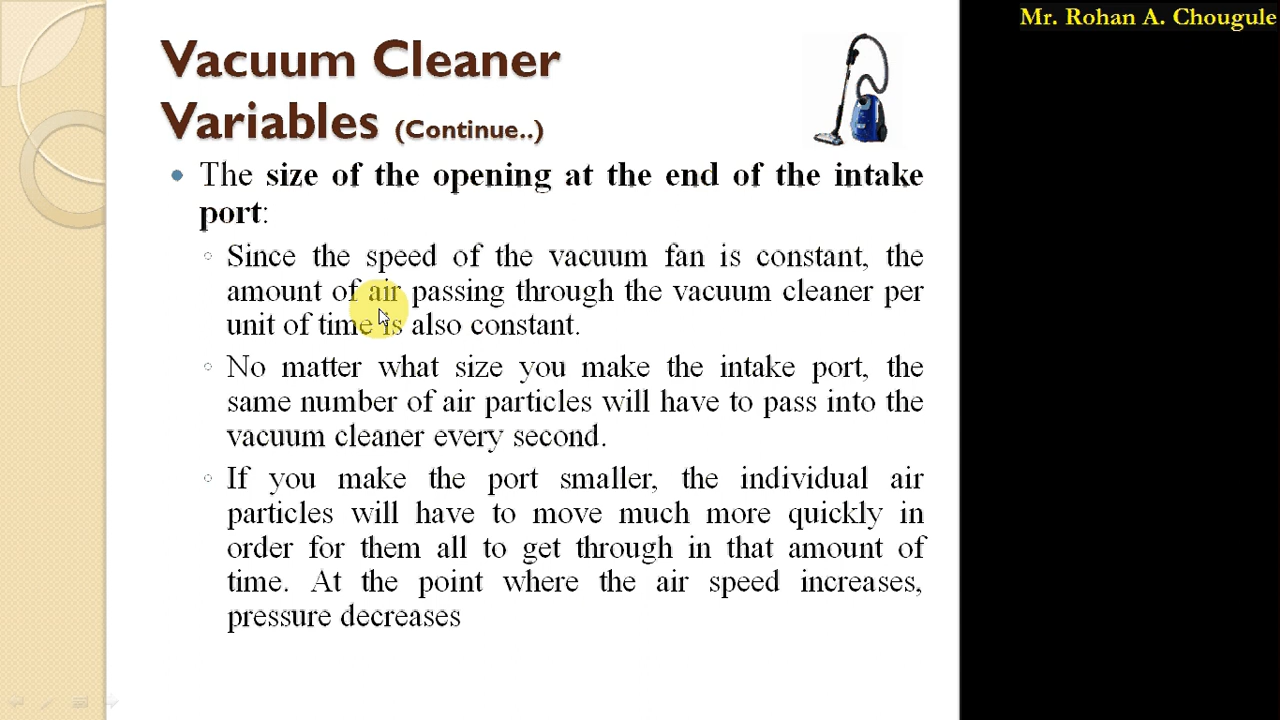 Mr. Rohan A. Chougule
Vacuum Cleaner
Variables (Continue..)
• The size of the opening at the end of the intake
port:
◦ Since the speed of the vacuum fan is constant, the
amount of air passing through the vacuum cleaner per
unit of time is also constant.
◦ No matter what size you make the intake port, the
same number of air particles will have to pass into the
vacuum cleaner every second.
◦ If you make the port smaller, the individual air
particles will have to move much more quickly in
order for them all to get through in that amount of
time. At the point where the air speed increases,
pressure decreases